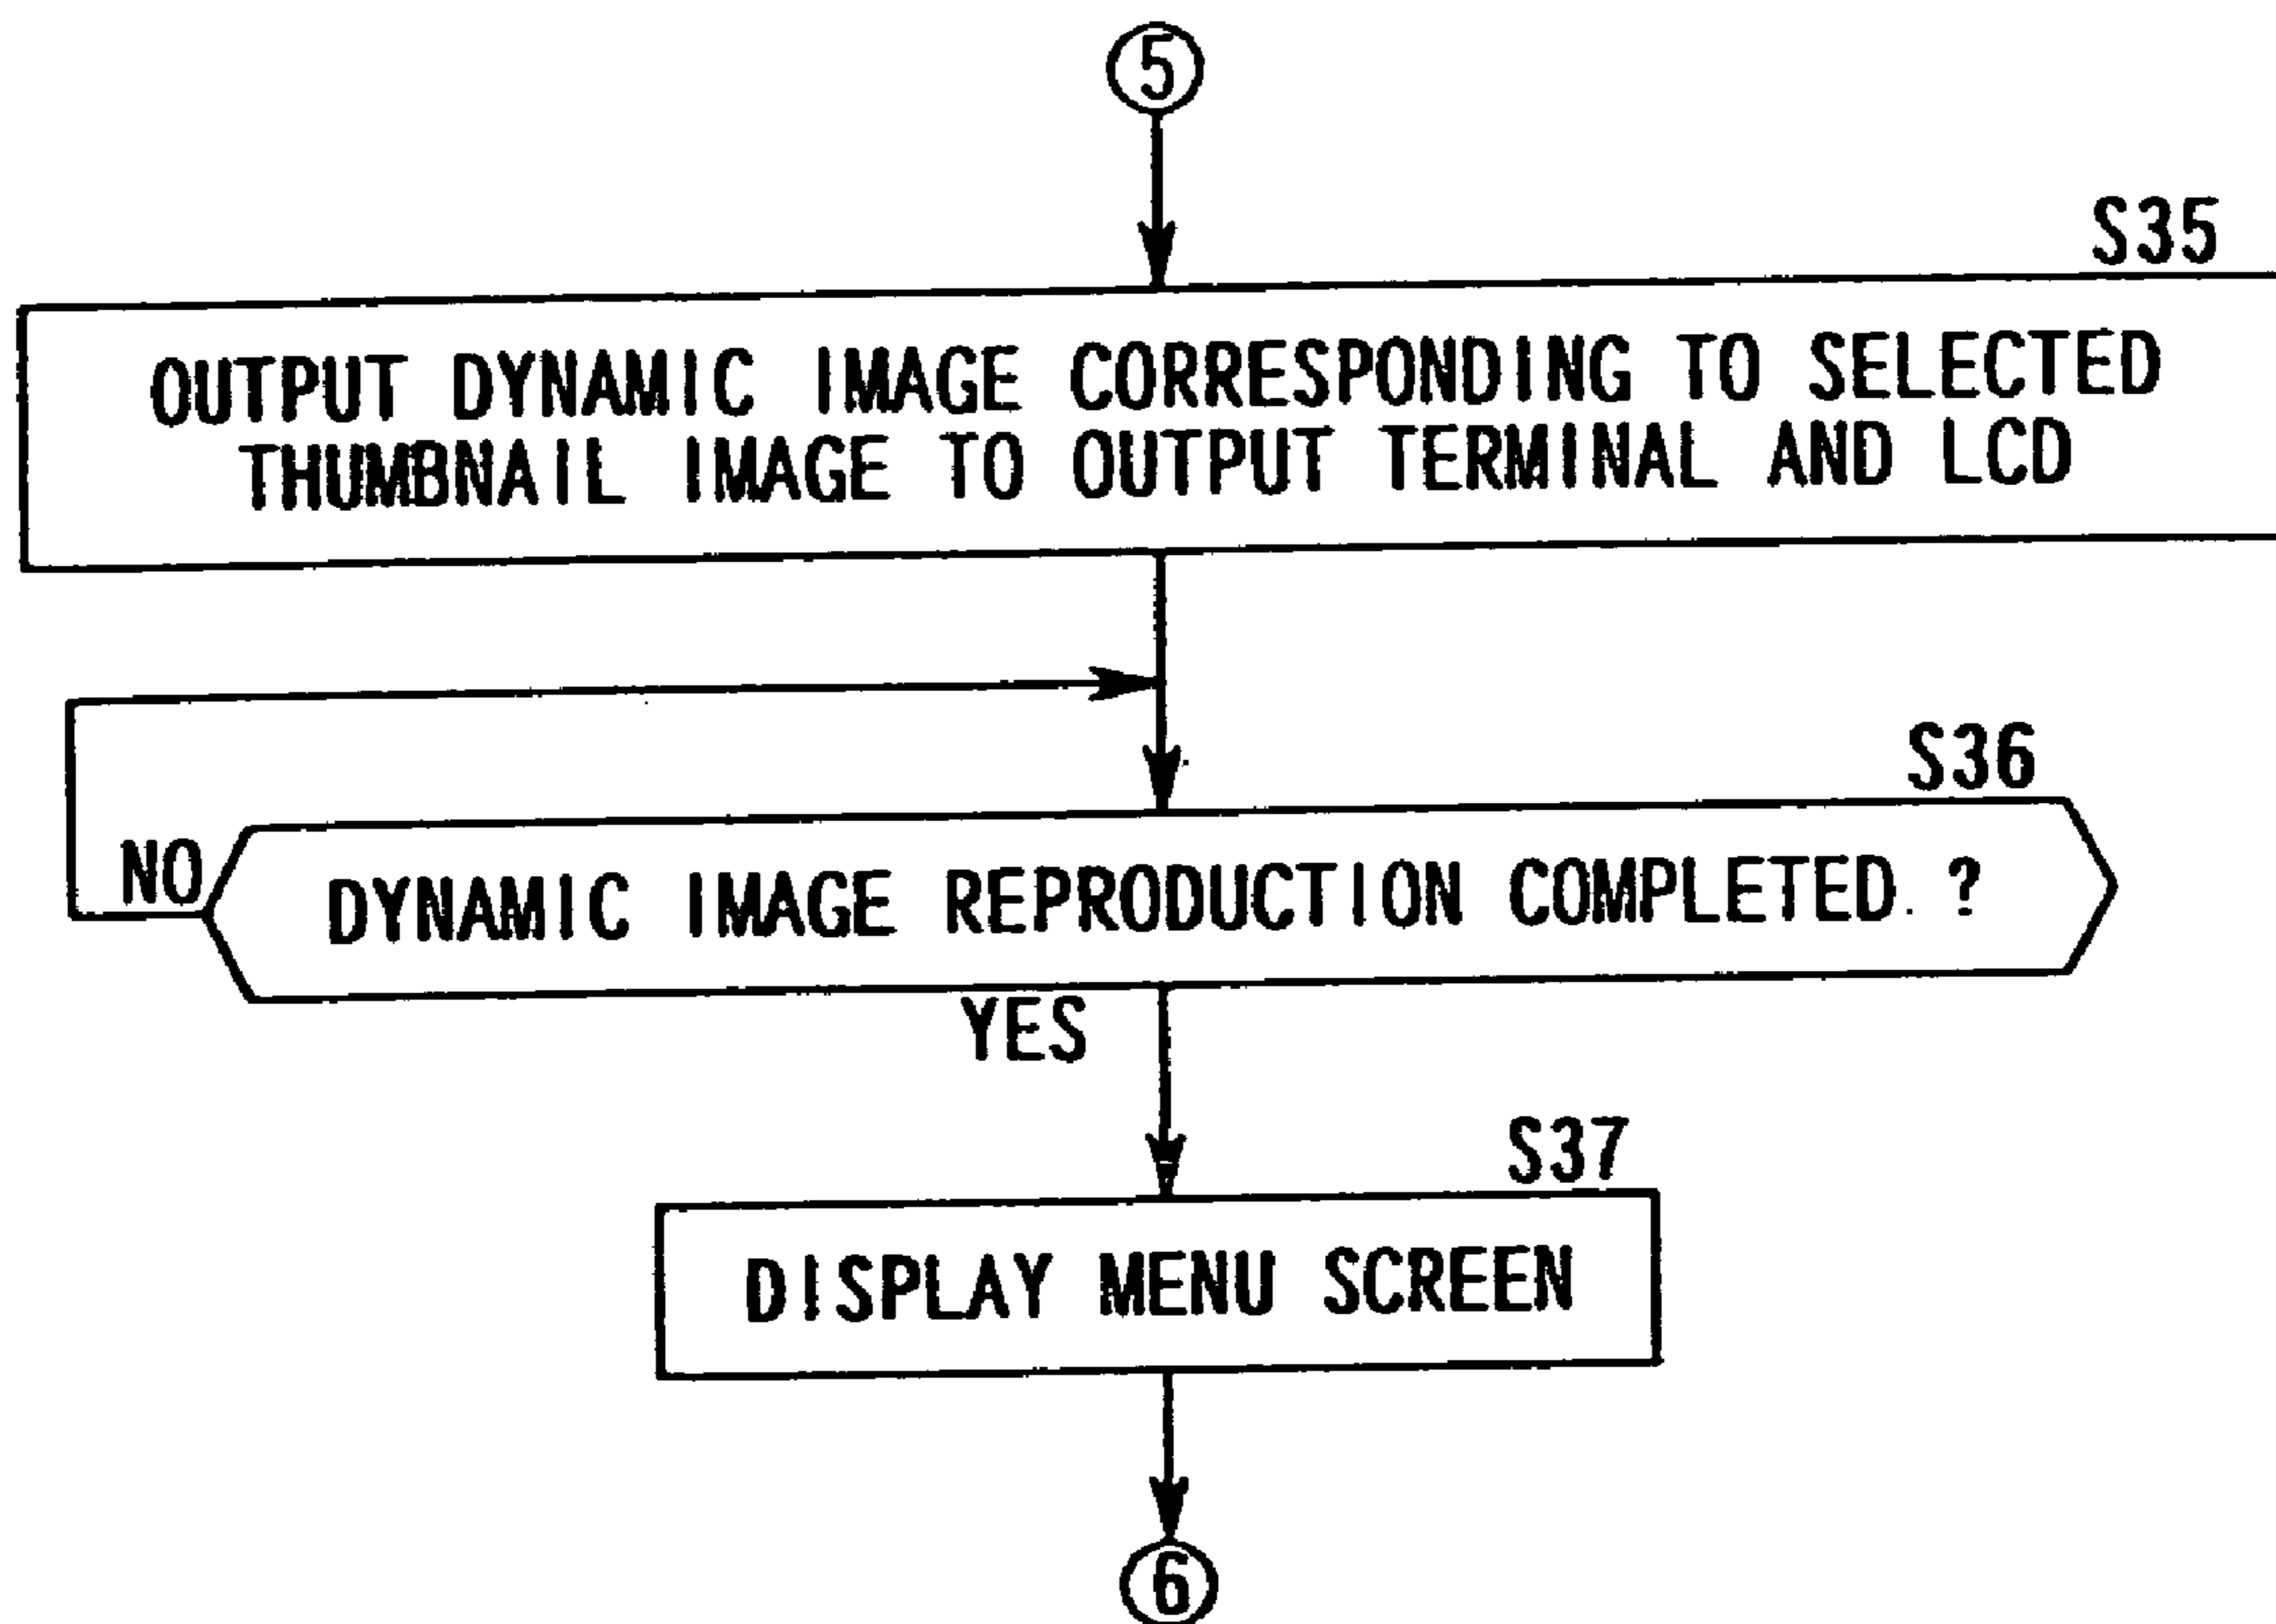 5
S35
OUTPUT DYNAMIC IMAGE CORRESPONDING TO SELECTED
THUMBNAIL IMAGE TO OUTPUT TERMINAL AND LCD
S36
NO
DYNAMIC IMAGE REPRODUCTION COMPLETED ?
YES
S37
DISPLAY MENU SCREEN
6